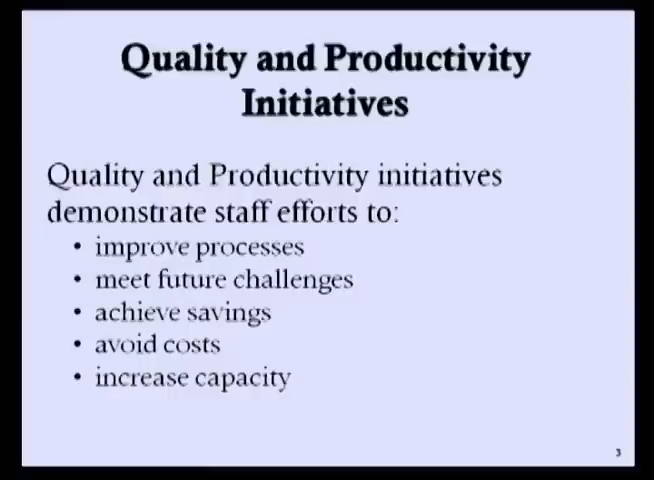 Quality and Productivity
Initiatives
Quality and Productivity initiatives
demonstrate staff efforts to:
• improve processes
• meet future challenges
• achieve savings
• avoid costs
• increase capacity
3